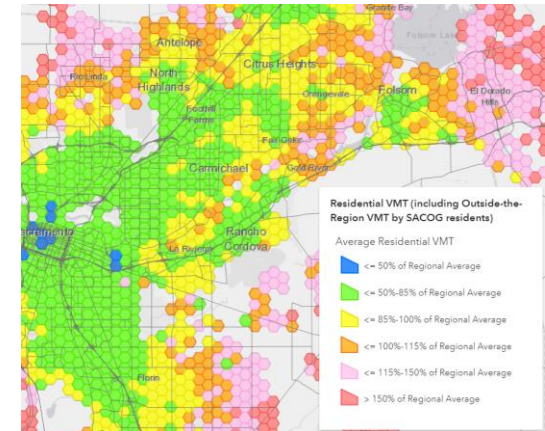 Granite Bay
Folsom Lake
Antelope
Citrus Heights
Rio Linda
North
Highlands
Orangevale
Folsom
El Dorado
Hills
Foothill
Farms
Fair Oaks
Carmichael
Gold River
Rancho
Cordova
La Riviera
Sacramento
Florin
Residential VMT (including Outside-the-
Region VMT by SACOG residents)
Average Residential VMT
<= 50% of Regional Average
<= 50%-85% of Regional Average
<= 85%-100% of Regional Average
<= 100%-115% of Regional Average
<= 115%-150% of Regional Average
> 150% of Regional Average